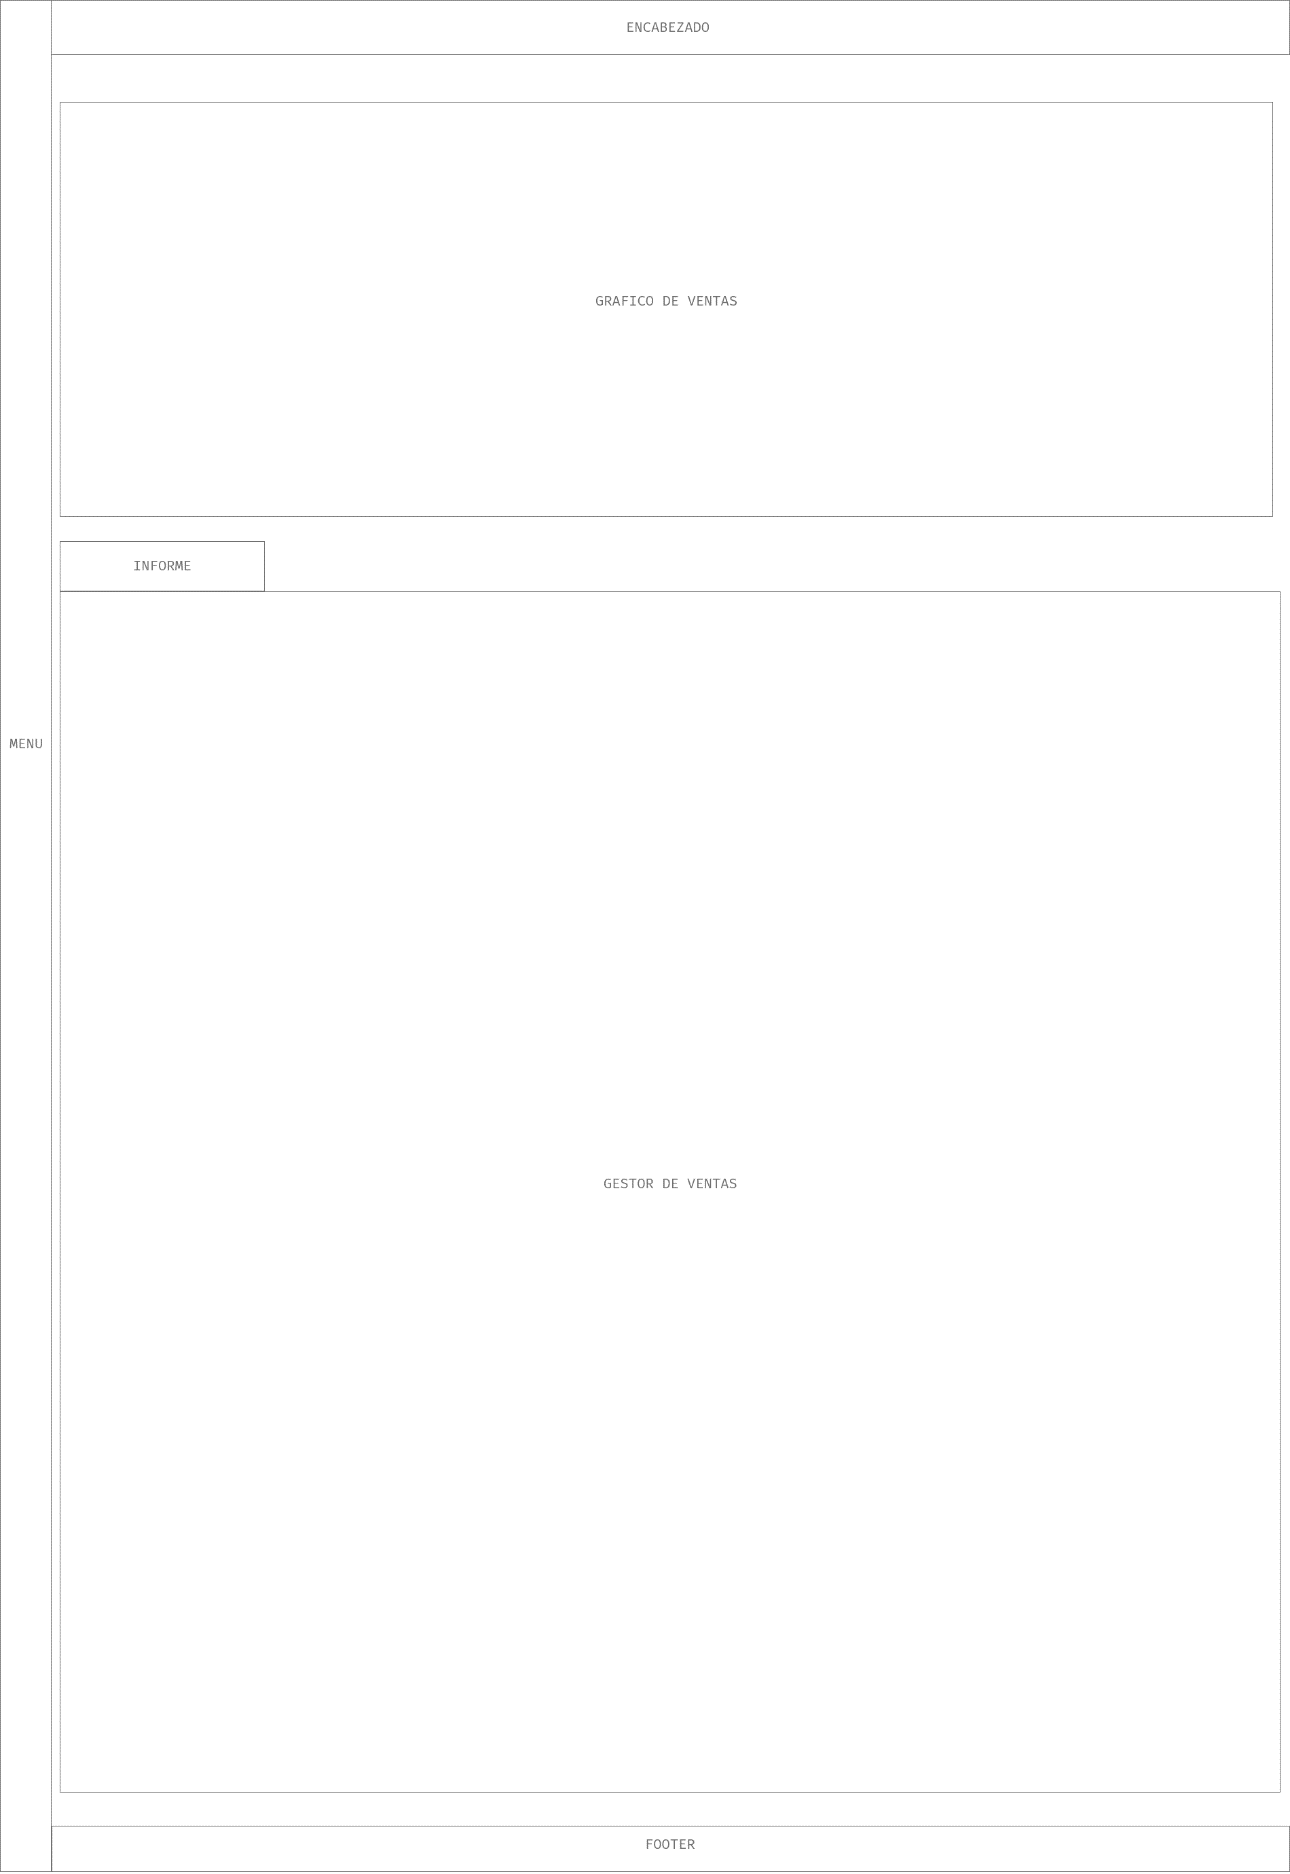 ENCABEZADO
GRAFICO DE VENTAS
INFORME
MENU
GESTOR DE VENTAS
FOOTER